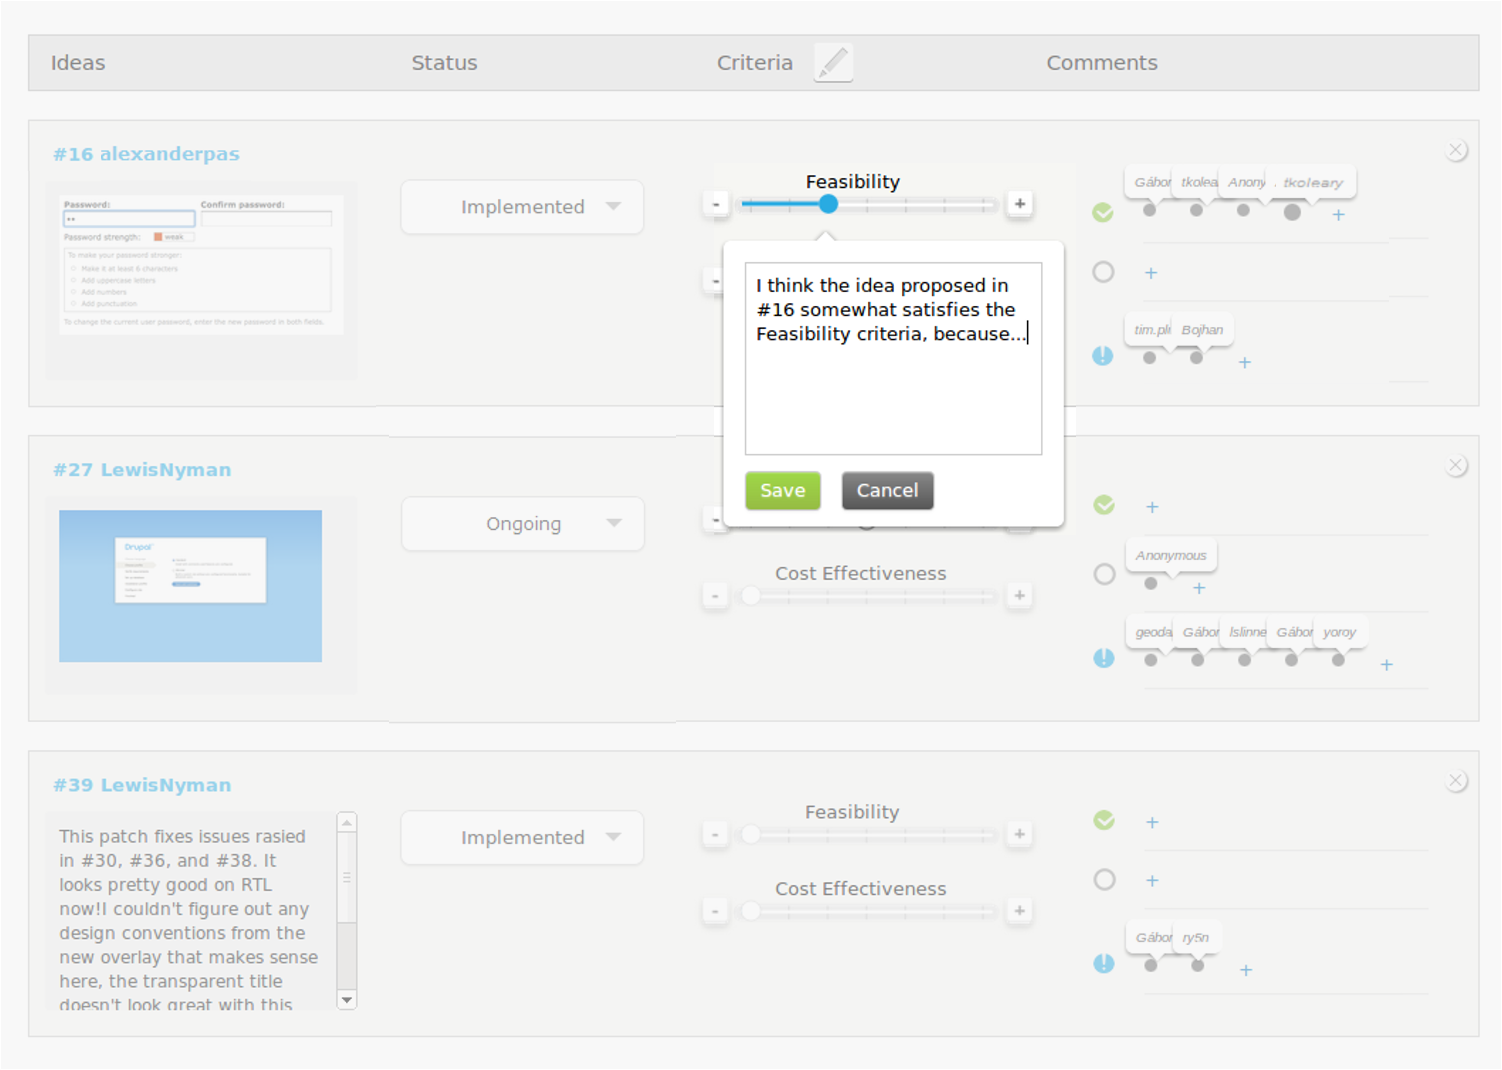 Ideas
Status
Criteria
Comments
#16 alexanderpas
Password:
Confirm password:
Password strength:
weak
To make your password stronger:
Make it at least 6 characters
Add uppercase letters
Add numbers
Add punctuation
To change the current user password, enter the new password in both fields.
Implemented
Feasibility
-
+
-
I think the idea proposed in
#16 somewhat satisfies the
Feasibility criteria, because...
Save
Cancel
Gábor
tkolea
Anony
tkoleary
+
+
tim.pl
Bojhan
+
#27 LewisNyman
Drupal
Ongoing
-
Cost Effectiveness
-
+
+
Anonymous
+
geoda
Gábor
lslinne
Gábor
yoroy
+
#39 LewisNyman
This patch fixes issues rasied
in #30, #36, and #38. It
looks pretty good on RTL
now!I couldn't figure out any
design conventions from the
new overlay that makes sense
here, the transparent title
doesn't look great with this
Implemented
Feasibility
-
+
Cost Effectiveness
-
+
+
+
Gábor
ry5n
+